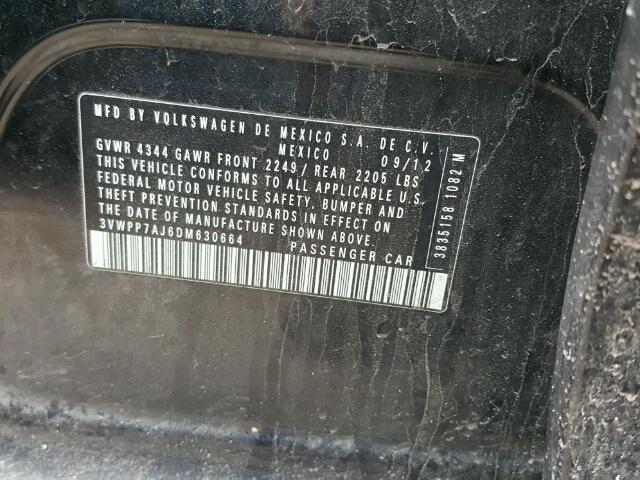 MFD BY VOLKSWAGEN DE MEXICO S.A. DE C.V.
MEXICO 09/12
GVWR 4344 GAWR FRONT 2249 / REAR 2205 LBS
THIS VEHICLE CONFORMS TO ALL APPLICABLE U.S.
FEDERAL MOTOR VEHICLE SAFETY, BUMPER AND
THEFT PREVENTION STANDARDS IN EFFECT ON
THE DATE OF MANUFACTURE SHOWN ABOVE.
3VWPP7AJ6DM630664 PASSENGER CAR
3835158 1082 M